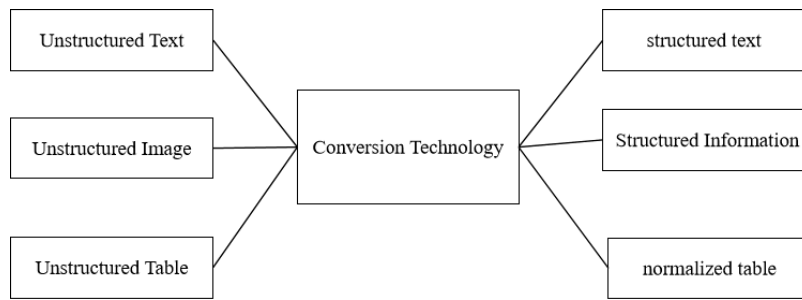 Unstructured Text
structured text
Unstructured Image
Conversion Technology
Structured Information
Unstructured Table
normalized table